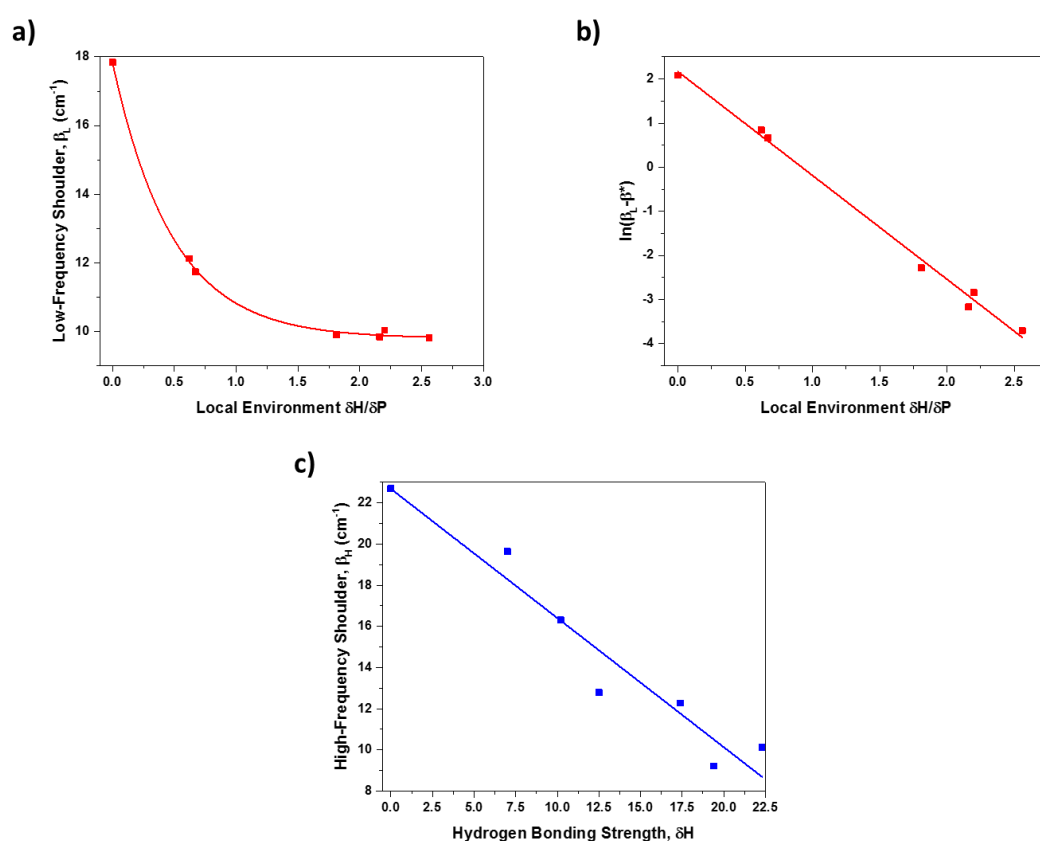 a)
18
16
14
12
10
0.0 0.5 1.0 1.5 2.0 2.5 3.0
Low-Frequency Shoulder, β_L (cm⁻¹)
Local Environment δH/δP
b)
2
1
0
-1
-2
-3
-4
0.0 0.5 1.0 1.5 2.0 2.5
ln(β_L-β*)
Local Environment δH/δP
c)
22
20
18
16
14
12
10
8
0.0 2.5 5.0 7.5 10.0 12.5 15.0 17.5 20.0 22.5
High-Frequency Shoulder, β_H (cm⁻¹)
Hydrogen Bonding Strength, δH